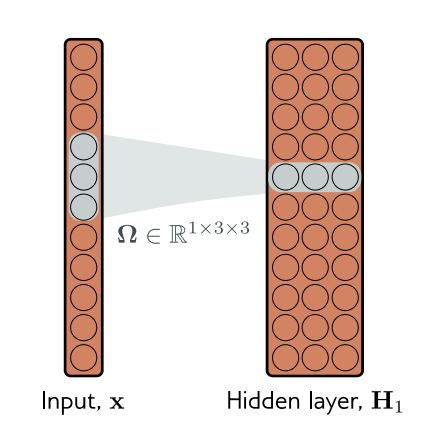 Ω ∈ ℝ^{1×3×3}
Input, x
Hidden layer, H₁